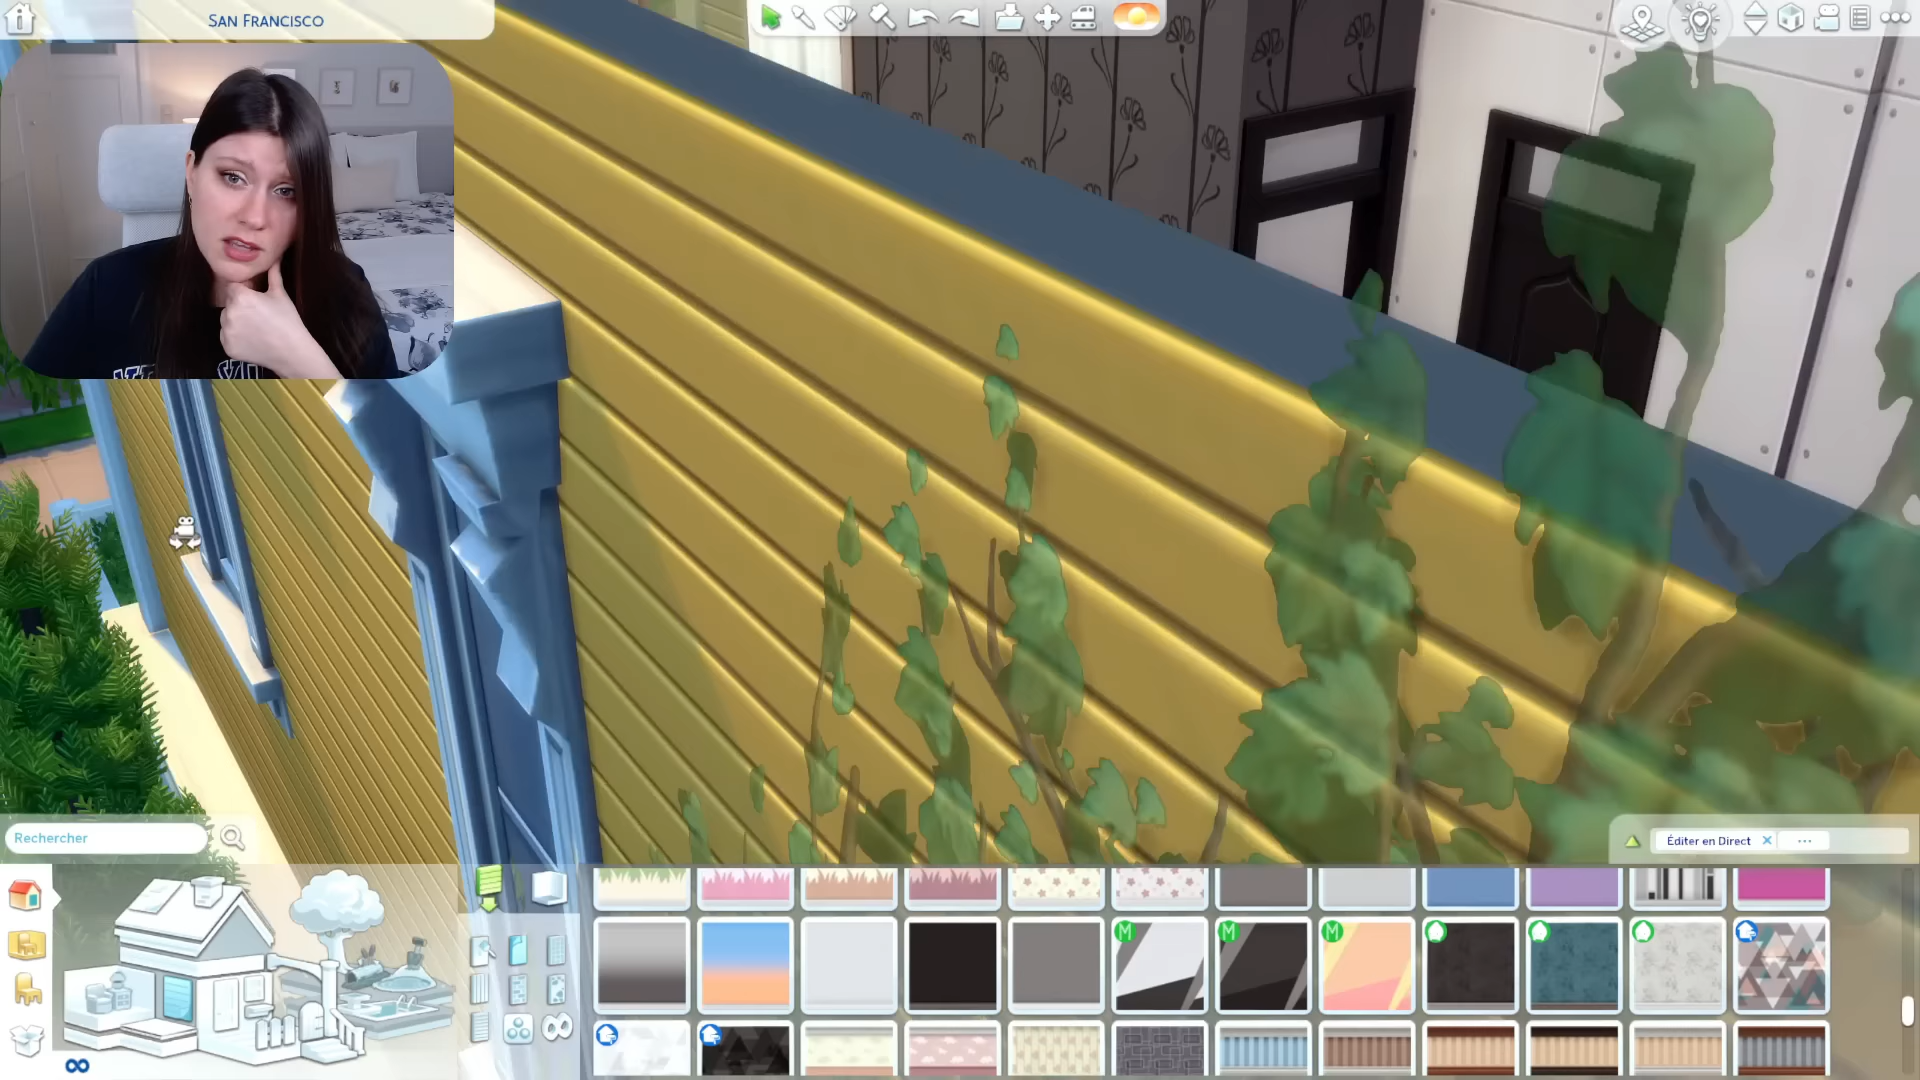 SAN FRANCISCO
Rechercher
Éditer en Direct
M
M
M